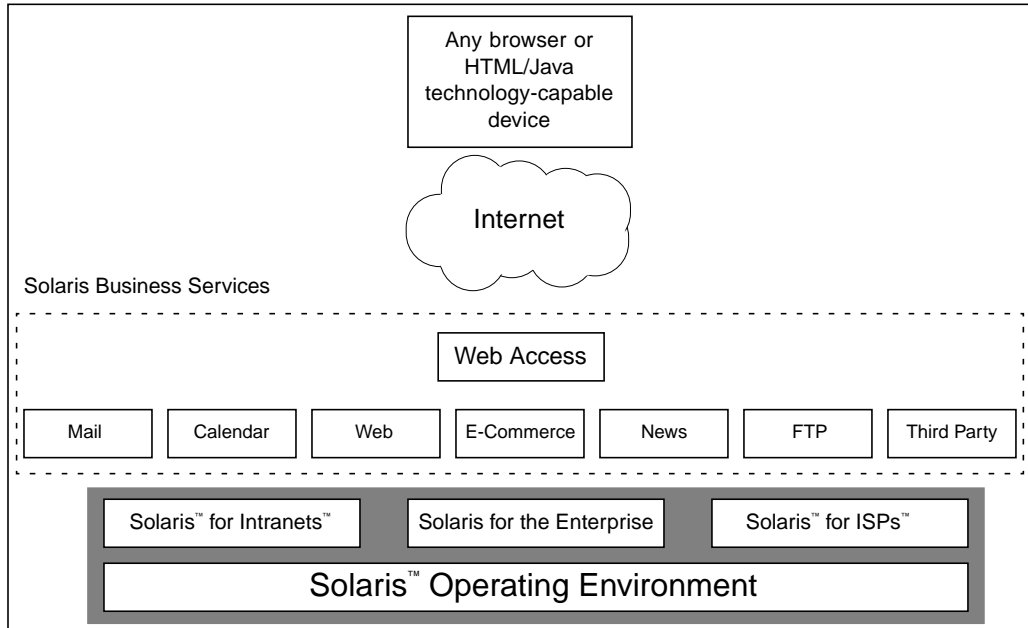 Any browser or
HTML/Java
technology-capable
device
Internet
Solaris Business Services
Web Access
Mail
Calendar
Web
E-Commerce
News
FTP
Third Party
Solaris™ for Intranets™
Solaris for the Enterprise
Solaris™ for ISPs™
Solaris™ Operating Environment